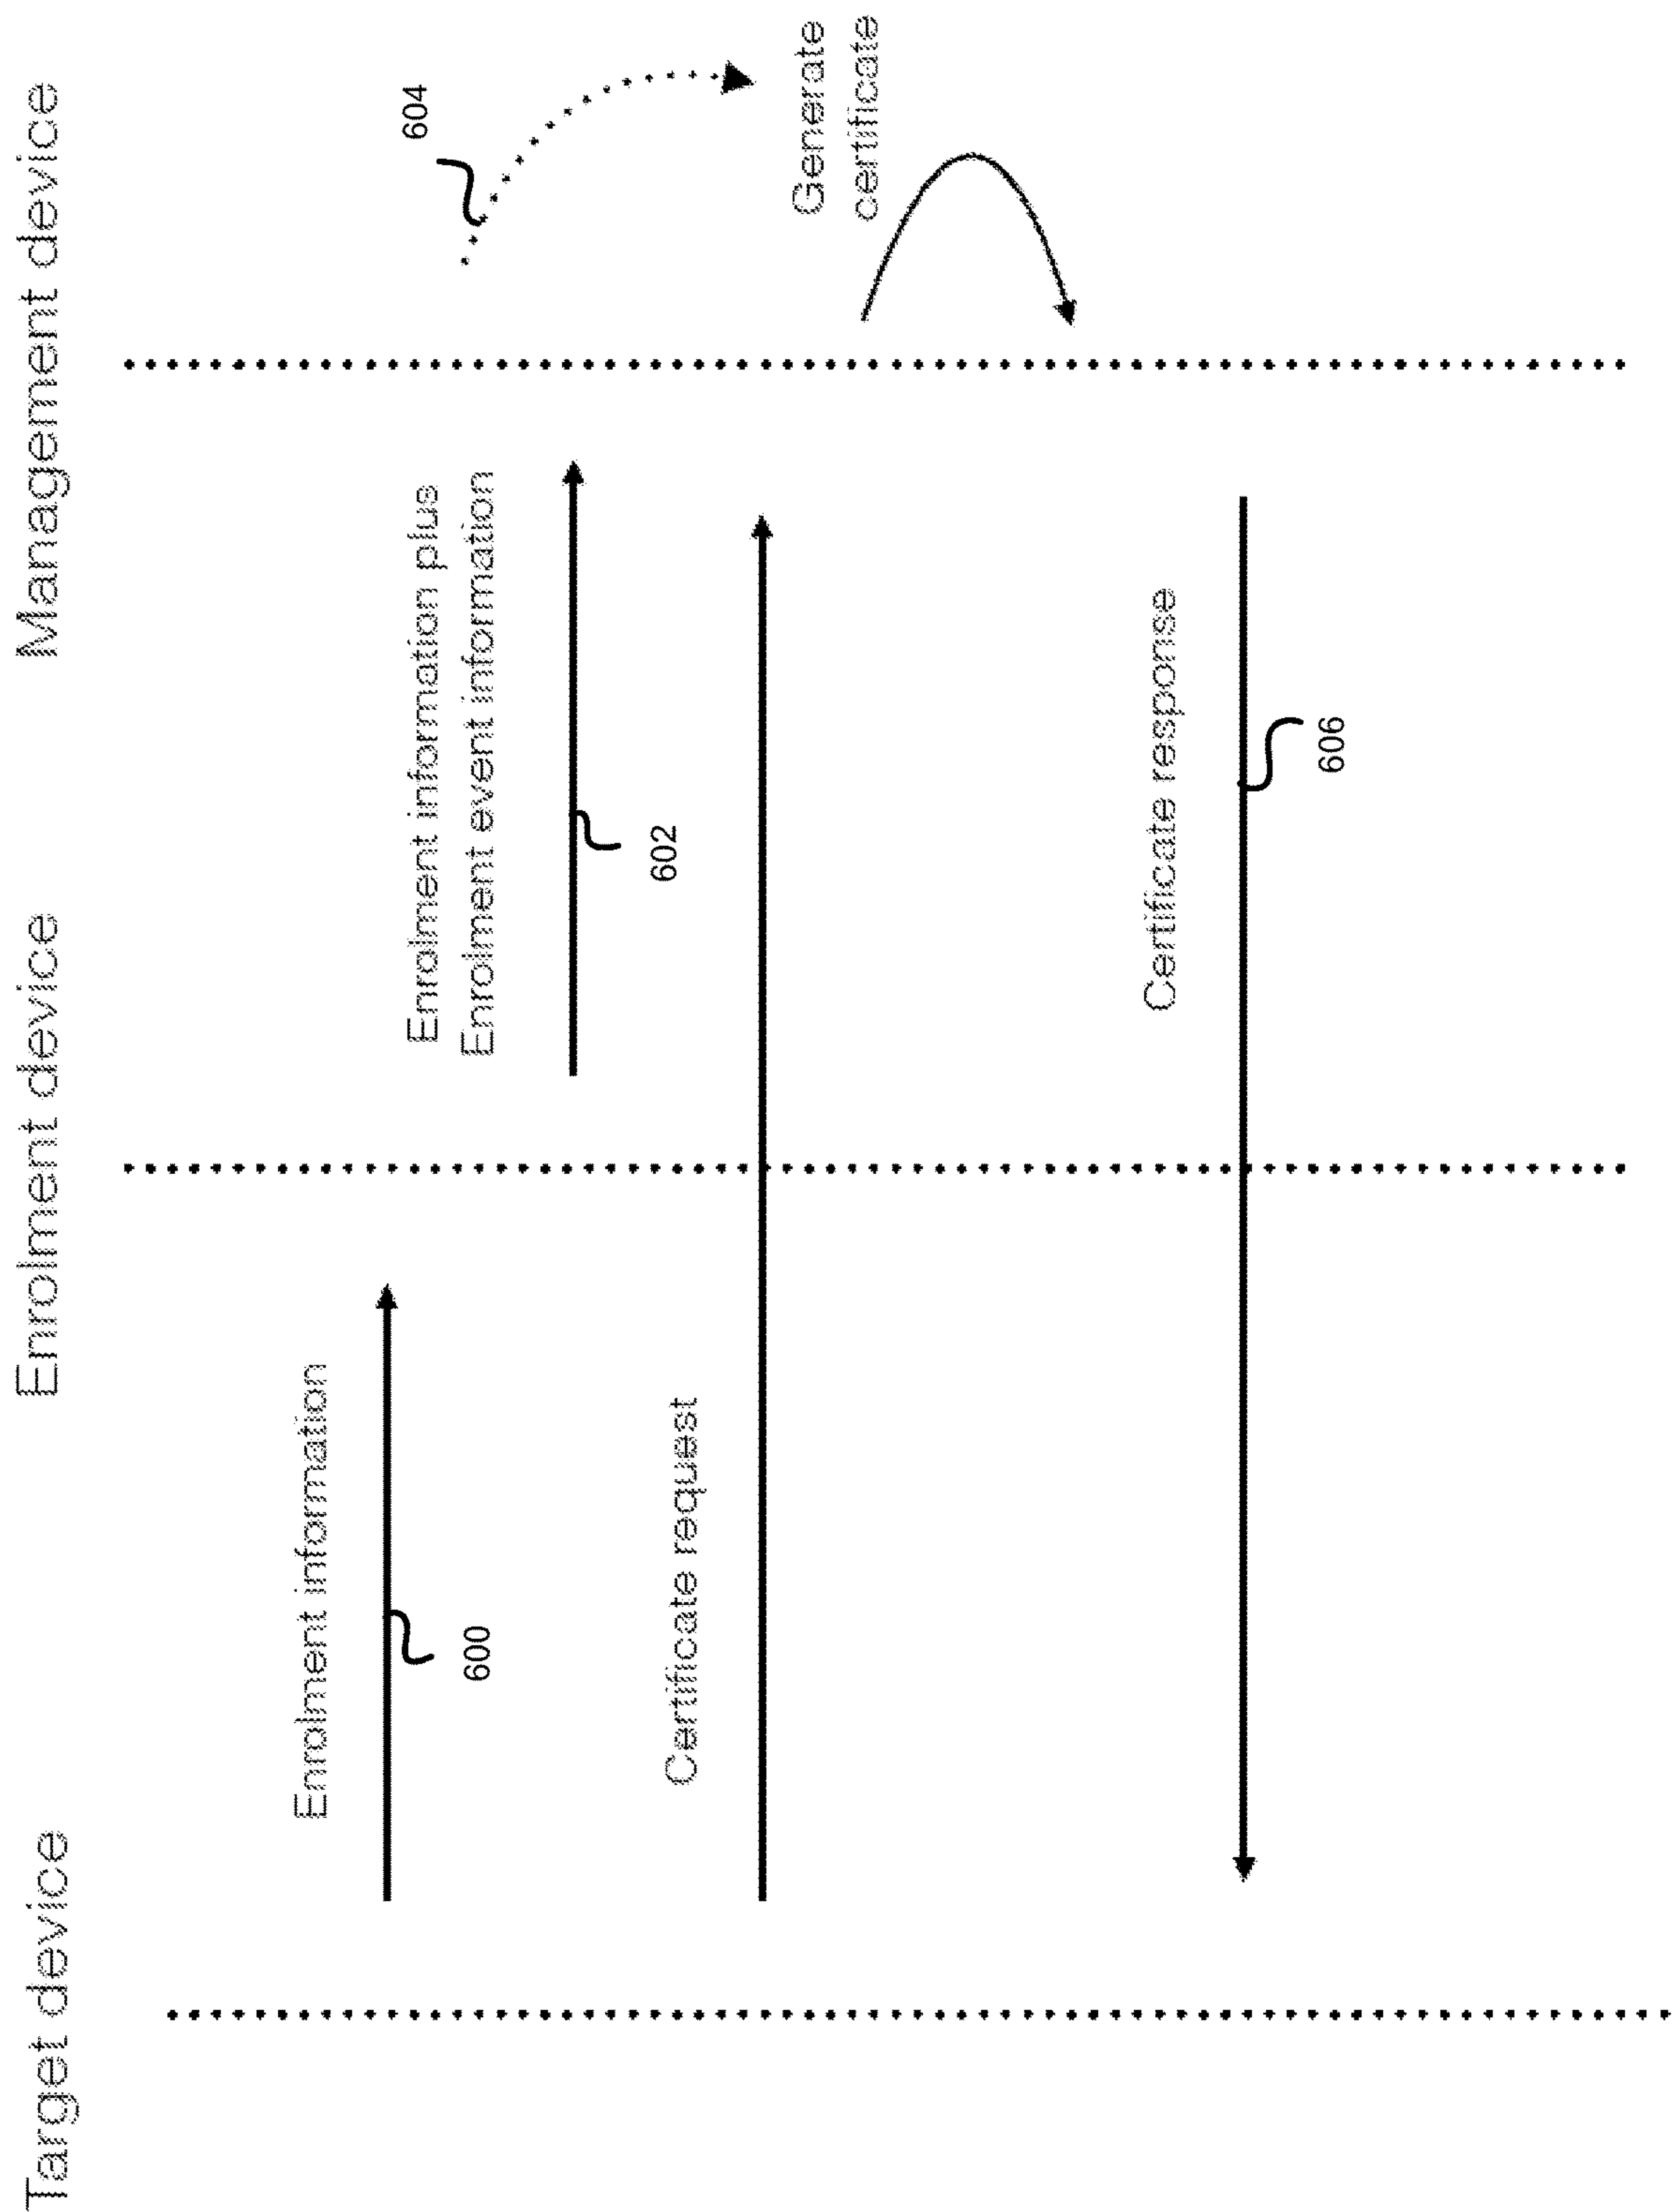 Target device
Enrolment device
Management device
Enrolment information
600
Enrolment information plus
Enrolment event information
602
604
Certificate request
Generate
certificate
Certificate response
606